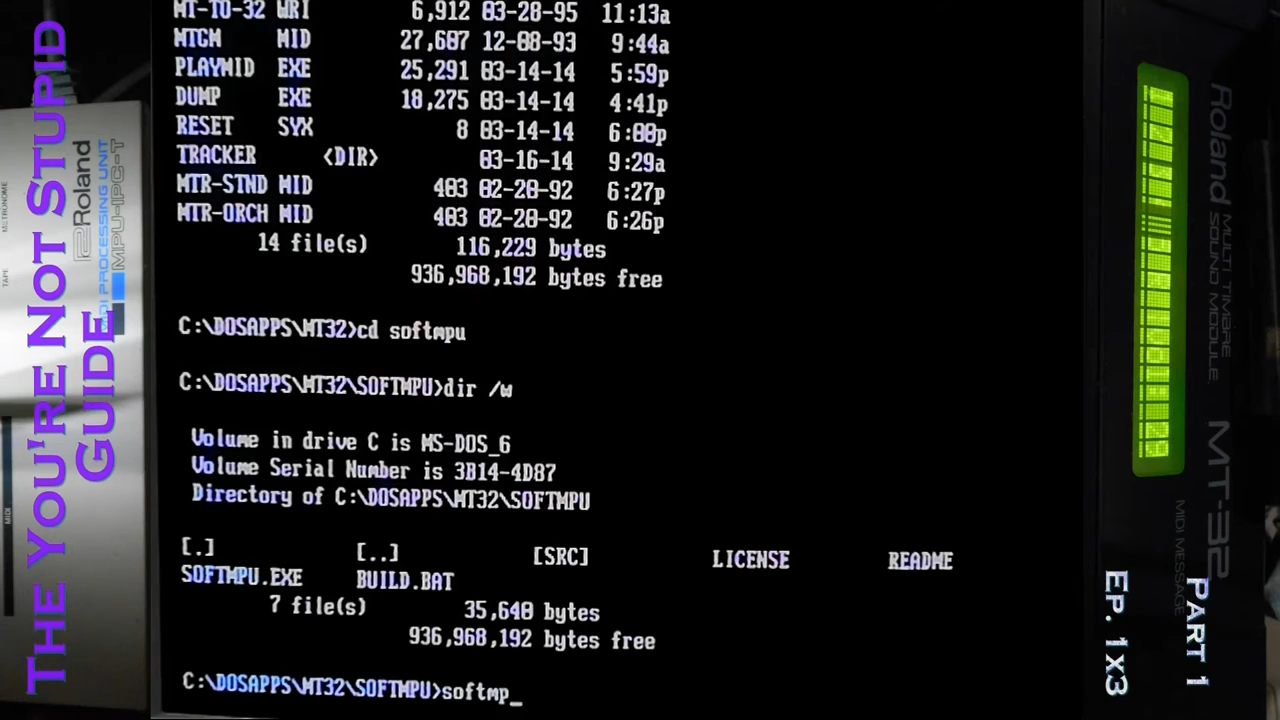 THE YOU'RE NOT STUPID
GUIDE
METRONOME
TAPE
MIDI
Roland
MIDI PROCESSING UNIT
MPU-IPC-T
MT-TO-32 WRI 6,912 03-28-95 11:13a
MTGM MID 27,607 12-08-93 9:44a
PLAYMID EXE 25,291 03-14-14 5:59p
DUMP EXE 18,275 03-14-14 4:41p
RESET SYX 8 03-14-14 6:00p
TRACKER <DIR> 03-16-14 9:29a
MTR-STND MID 403 02-28-92 6:27p
MTR-ORCH MID 403 02-28-92 6:26p
14 file(s) 116,229 bytes
936,968,192 bytes free
C:\DOSAPPS\MT32>cd softmpu
C:\DOSAPPS\MT32\SOFTMPU>dir /w
Volume in drive C is MS-DOS_6
Volume Serial Number is 3B14-4D87
Directory of C:\DOSAPPS\MT32\SOFTMPU
[.] [..] [SRC] LICENSE README
SOFTMPU.EXE BUILD.BAT
7 file(s) 35,640 bytes
936,968,192 bytes free
C:\DOSAPPS\MT32\SOFTMPU>softmp_
Roland
MULTI TIMBRE
SOUND MODULE
MT-32
MIDI MESSAGE
PART 1
EP. 1X3